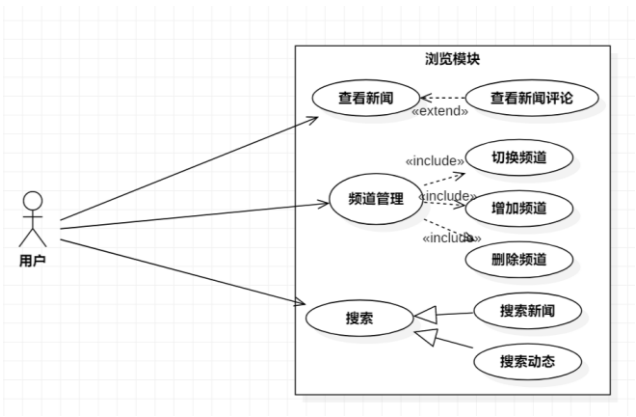 浏览模块
查看新闻
查看新闻评论
«extend»
«include»
切换频道
频道管理
«include»
增加频道
«include»
删除频道
用户
搜索
搜索新闻
搜索动态